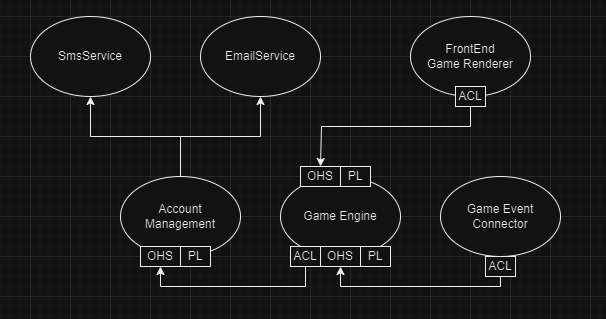 SmsService
EmailService
FrontEnd
Game Renderer
ACL
OHS
PL
Account
Management
Game Engine
Game Event
Connector
OHS
PL
ACL
OHS
PL
ACL